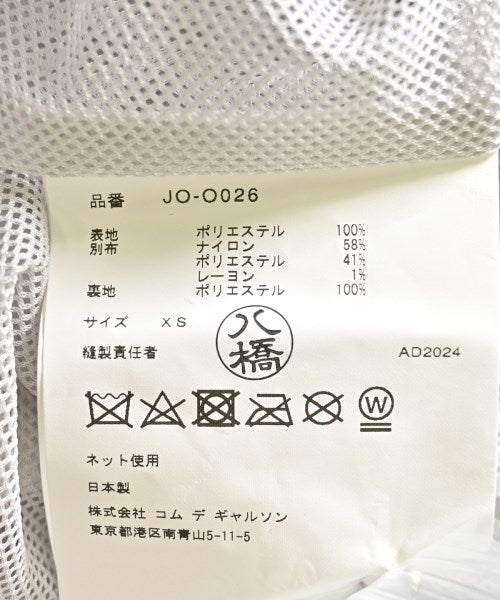 品番 JO-O026
表地 ポリエステル 100%
別布 ナイロン 58%
ポリエステル 41%
レーヨン 1%
裏地 ポリエステル 100%
サイズ XS
八橋
縫製責任者
AD2024
W
ネット使用
日本製
株式会社 コム デ ギャルソン
東京都港区南青山5-11-5